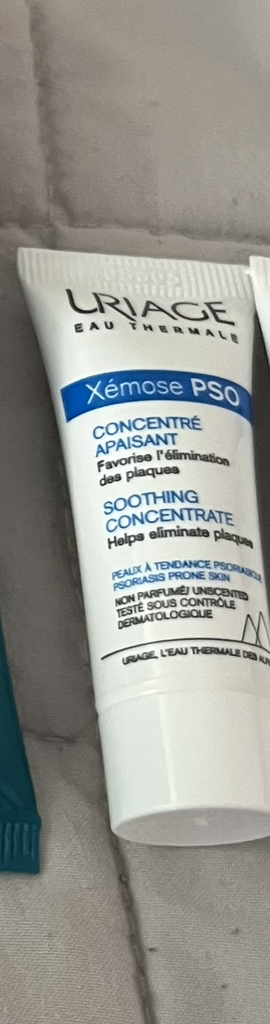 URIAGE
EAU THERMALE
Xémose PSO
CONCENTRÉ
APAISANT
Favorise l'élimination
des plaques
SOOTHING
CONCENTRATE
Helps eliminate plaques
PEAUX À TENDANCE PSORIASIQUE
PSORIASIS PRONE SKIN
NON PARFUMÉ/ UNSCENTED
TESTÉ SOUS CONTRÔLE
DERMATOLOGIQUE
URIAGE, L'EAU THERMALE DES